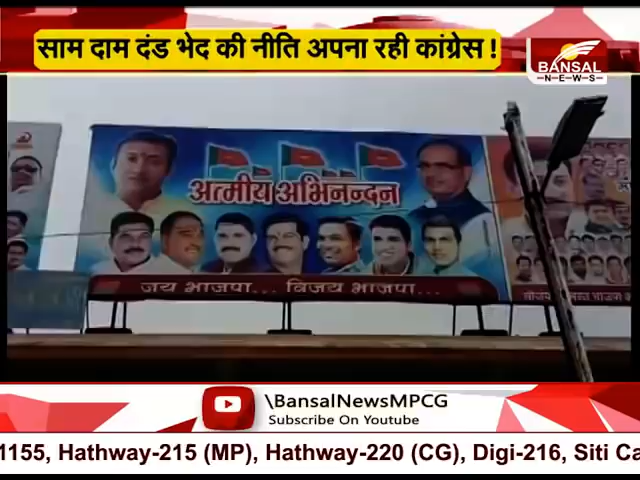 साम दाम दंड भेद की नीति अपना रही कांग्रेस !
BANSAL
NEWS
आत्मीय अभिनन्दन
जय भाजपा... विजय भाजपा...
\BansalNewsMPCG
Subscribe On Youtube
1155, Hathway-215 (MP), Hathway-220 (CG), Digi-216, Siti Ca